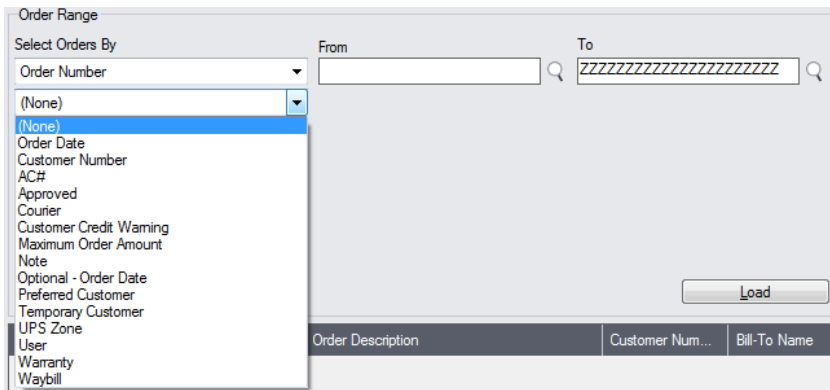 Order Range
Select Orders By
From
To
Order Number
ZZZZZZZZZZZZZZZZZZZZZZ
(None)
(None)
Order Date
Customer Number
AC#
Approved
Courier
Customer Credit Warning
Maximum Order Amount
Note
Optional - Order Date
Preferred Customer
Temporary Customer
UPS Zone
User
Warranty
Waybill
Load
Order Description
Customer Num...
Bill-To Name